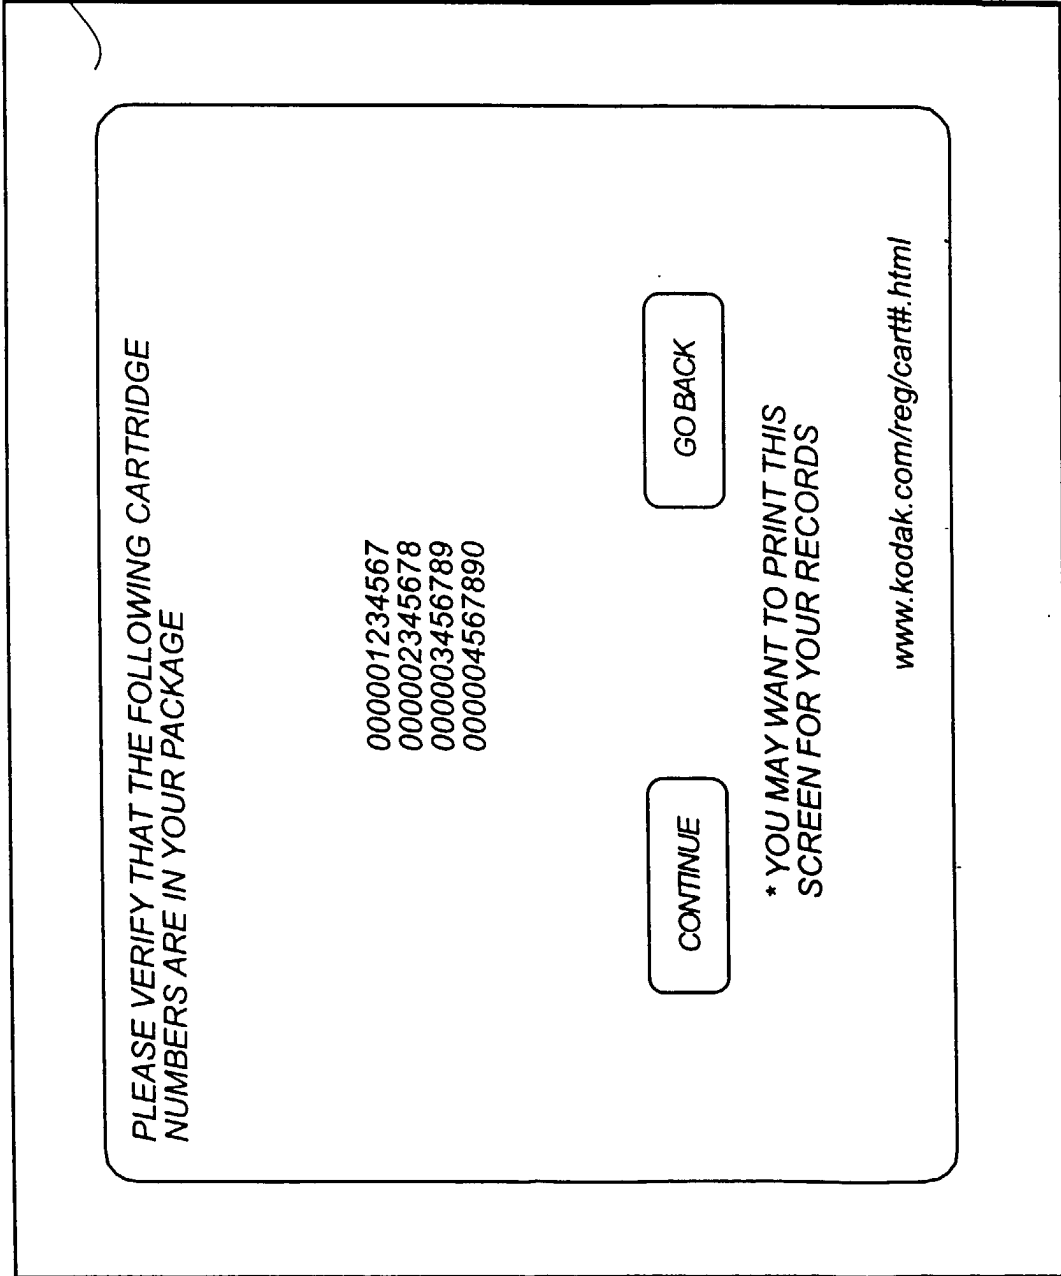 PLEASE VERIFY THAT THE FOLLOWING CARTRIDGE
NUMBERS ARE IN YOUR PACKAGE
000001234567
000002345678
000003456789
000004567890
CONTINUE
GO BACK
* YOU MAY WANT TO PRINT THIS
SCREEN FOR YOUR RECORDS
www.kodak.com/reg/cart#.html